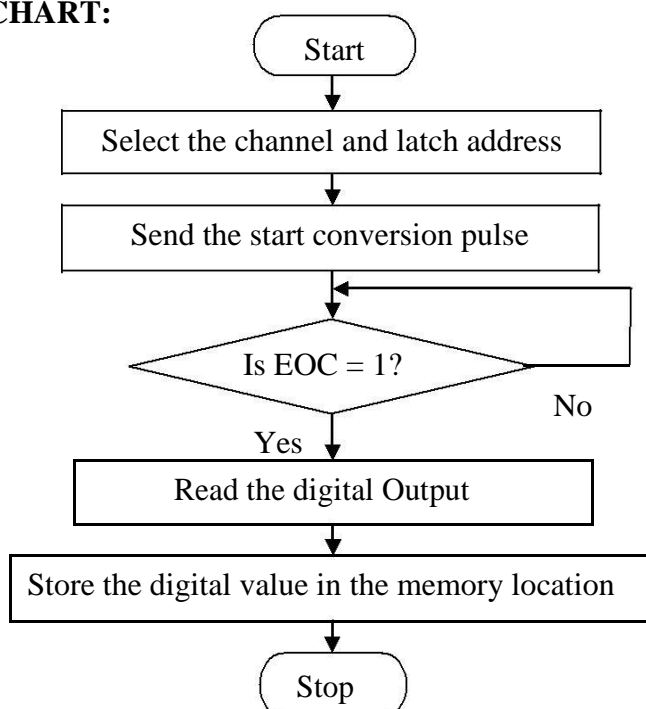 CHART:
Start
Select the channel and latch address
Send the start conversion pulse
Is EOC = 1?
No
Yes
Read the digital Output
Store the digital value in the memory location
Stop